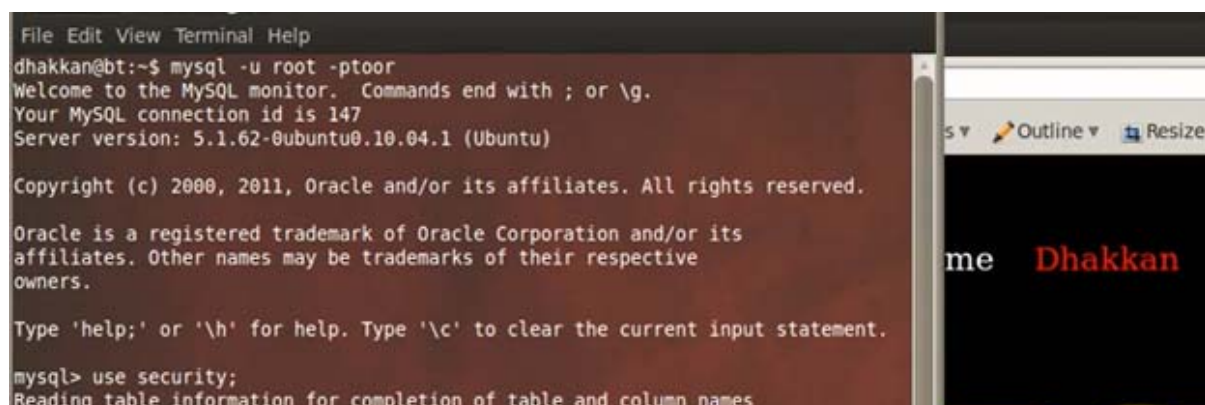 File Edit View Terminal Help
dhakkan@bt:~$ mysql -u root -ptoor
Welcome to the MySQL monitor.  Commands end with ; or \g.
Your MySQL connection id is 147
Server version: 5.1.62-0ubuntu0.10.04.1 (Ubuntu)
Copyright (c) 2000, 2011, Oracle and/or its affiliates. All rights reserved.
Oracle is a registered trademark of Oracle Corporation and/or its
affiliates. Other names may be trademarks of their respective
owners.
Type 'help;' or '\h' for help. Type '\c' to clear the current input statement.
mysql> use security;
Reading table information for completion of table and column names
s Outline Resize
me Dhakkan